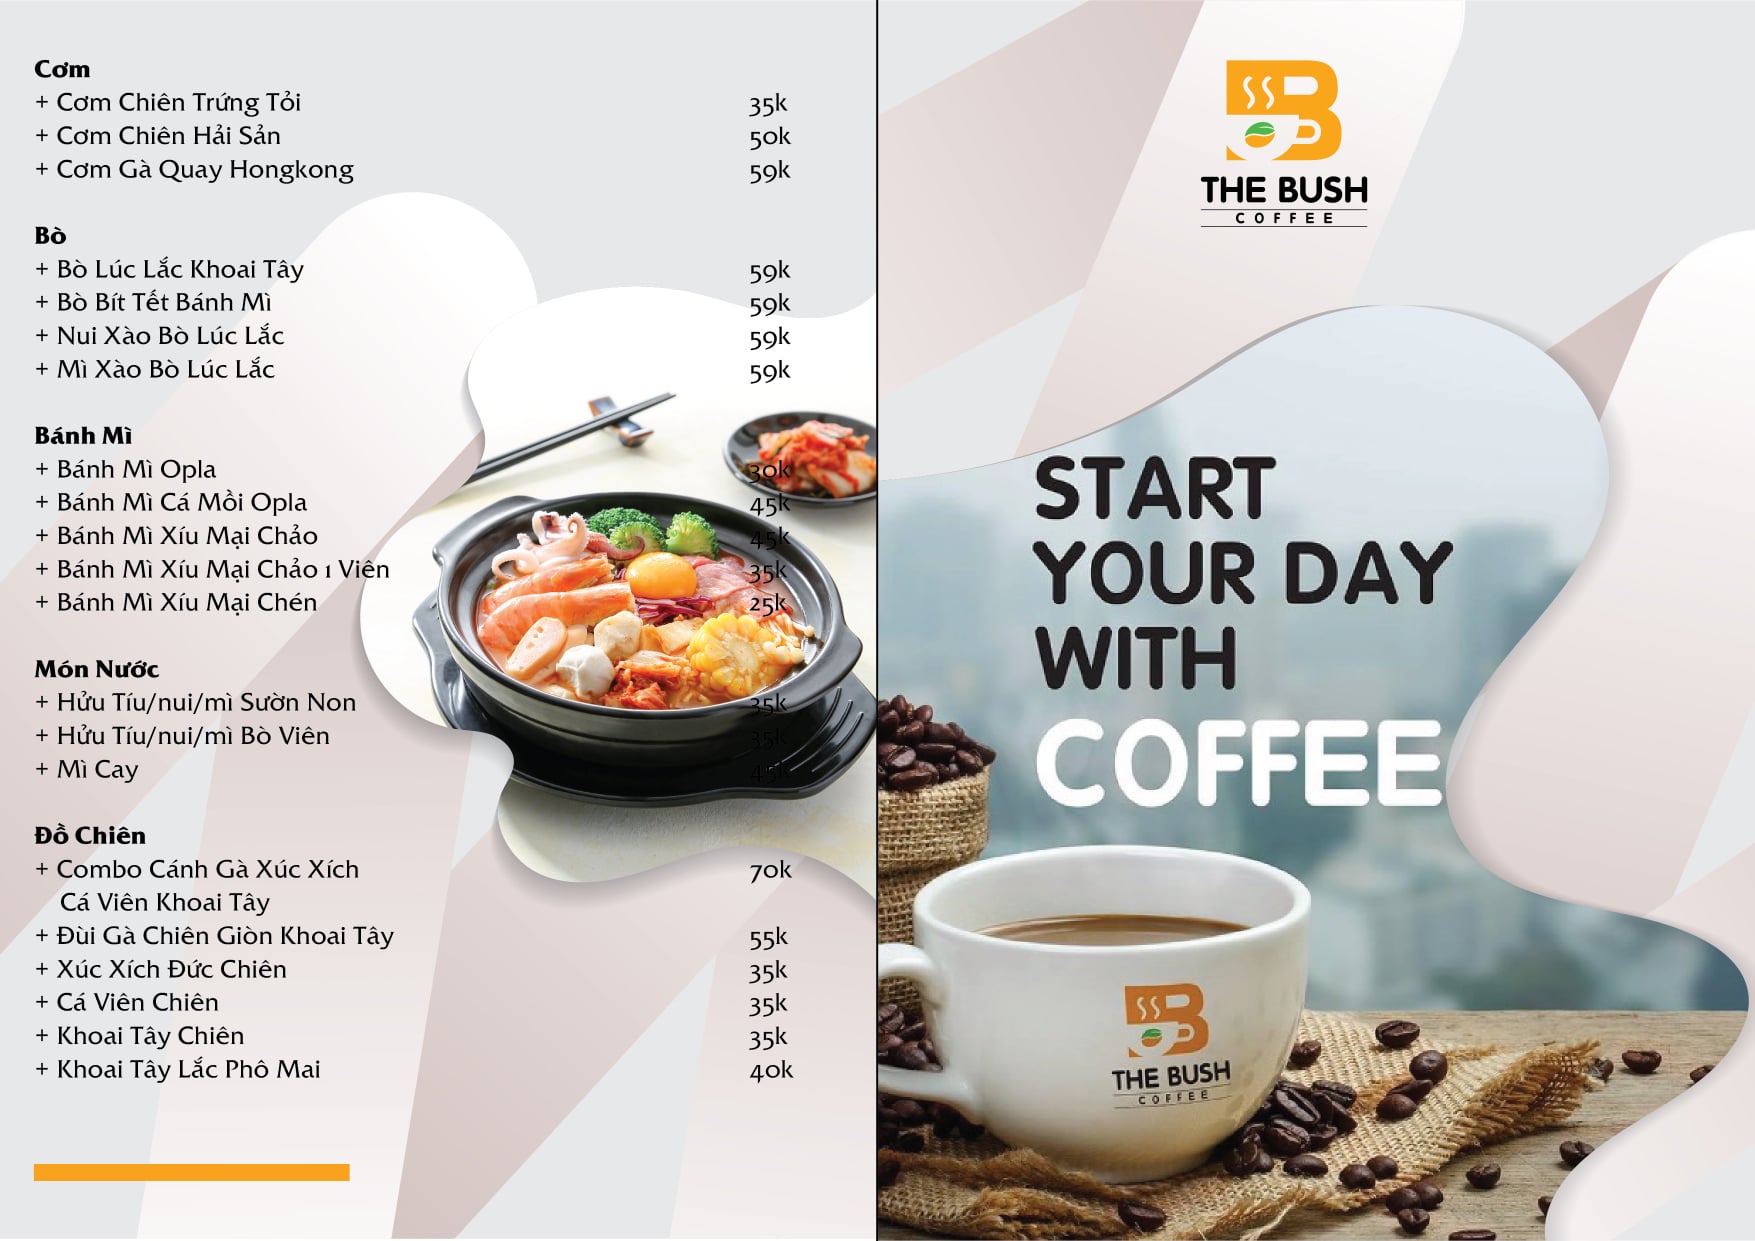 Cơm
+ Cơm Chiên Trứng Tỏi 35k
+ Cơm Chiên Hải Sản 50k
+ Cơm Gà Quay Hongkong 59k
Bò
+ Bò Lúc Lắc Khoai Tây 59k
+ Bò Bít Tết Bánh Mì 59k
+ Nui Xào Bò Lúc Lắc 59k
+ Mì Xào Bò Lúc Lắc 59k
Bánh Mì
+ Bánh Mì Opla 30k
+ Bánh Mì Cá Mồi Opla 45k
+ Bánh Mì Xíu Mại Chảo 45k
+ Bánh Mì Xíu Mại Chảo 1 Viên 35k
+ Bánh Mì Xíu Mại Chén 25k
Món Nước
+ Hửu Tíu/nui/mì Sườn Non 35k
+ Hửu Tíu/nui/mì Bò Viên 35k
+ Mì Cay 45k
Đồ Chiên
+ Combo Cánh Gà Xúc Xích 70k
Cá Viên Khoai Tây
+ Đùi Gà Chiên Giòn Khoai Tây 55k
+ Xúc Xích Đức Chiên 35k
+ Cá Viên Chiên 35k
+ Khoai Tây Chiên 35k
+ Khoai Tây Lắc Phô Mai 40k
B
THE BUSH
COFFEE
START
YOUR DAY
WITH
COFFEE
B
THE BUSH
COFFEE